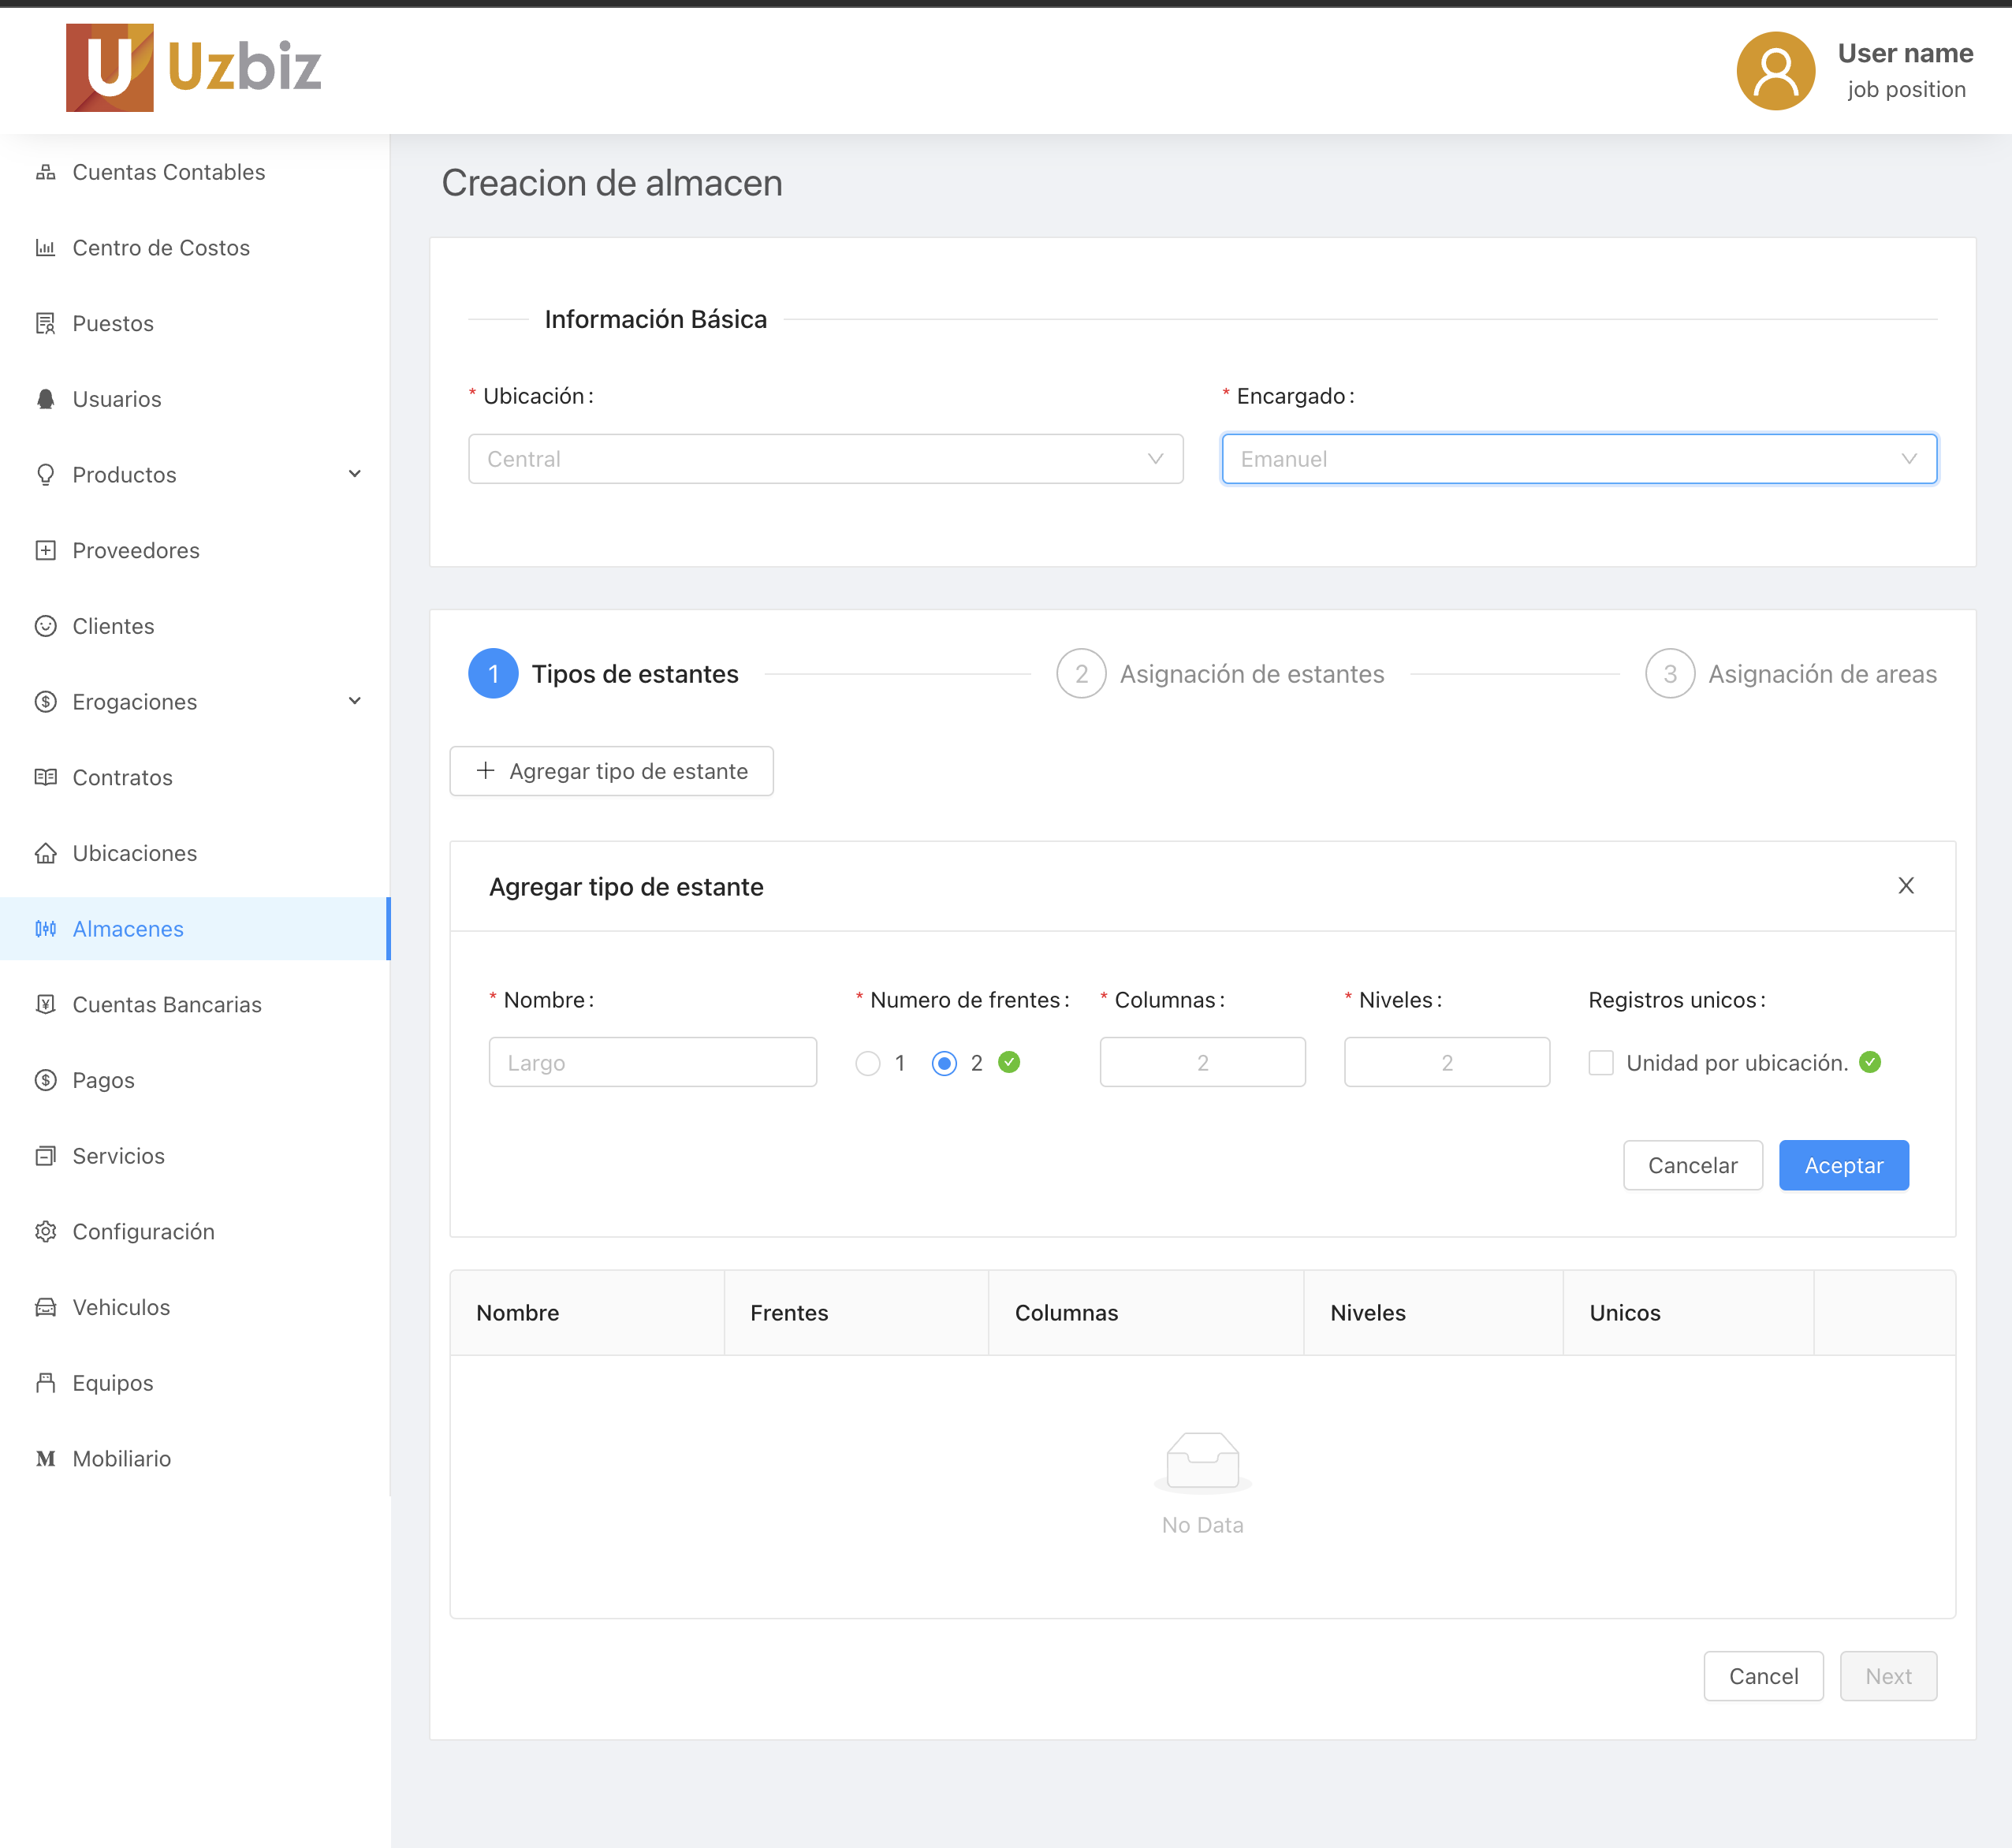 U Uzbiz
User name
job position
Cuentas Contables
Centro de Costos
Puestos
Usuarios
Productos
Proveedores
Clientes
Erogaciones
Contratos
Ubicaciones
Almacenes
Cuentas Bancarias
Pagos
Servicios
Configuración
Vehiculos
Equipos
M Mobiliario
Creacion de almacen
Información Básica
* Ubicación: * Encargado:
Central Emanuel
1 Tipos de estantes 2 Asignación de estantes 3 Asignación de areas
+ Agregar tipo de estante
Agregar tipo de estante X
* Nombre: * Numero de frentes: * Columnas: * Niveles: Registros unicos:
Largo 1 2 2 2 Unidad por ubicación.
Cancelar Aceptar
Nombre Frentes Columnas Niveles Unicos
No Data
Cancel Next